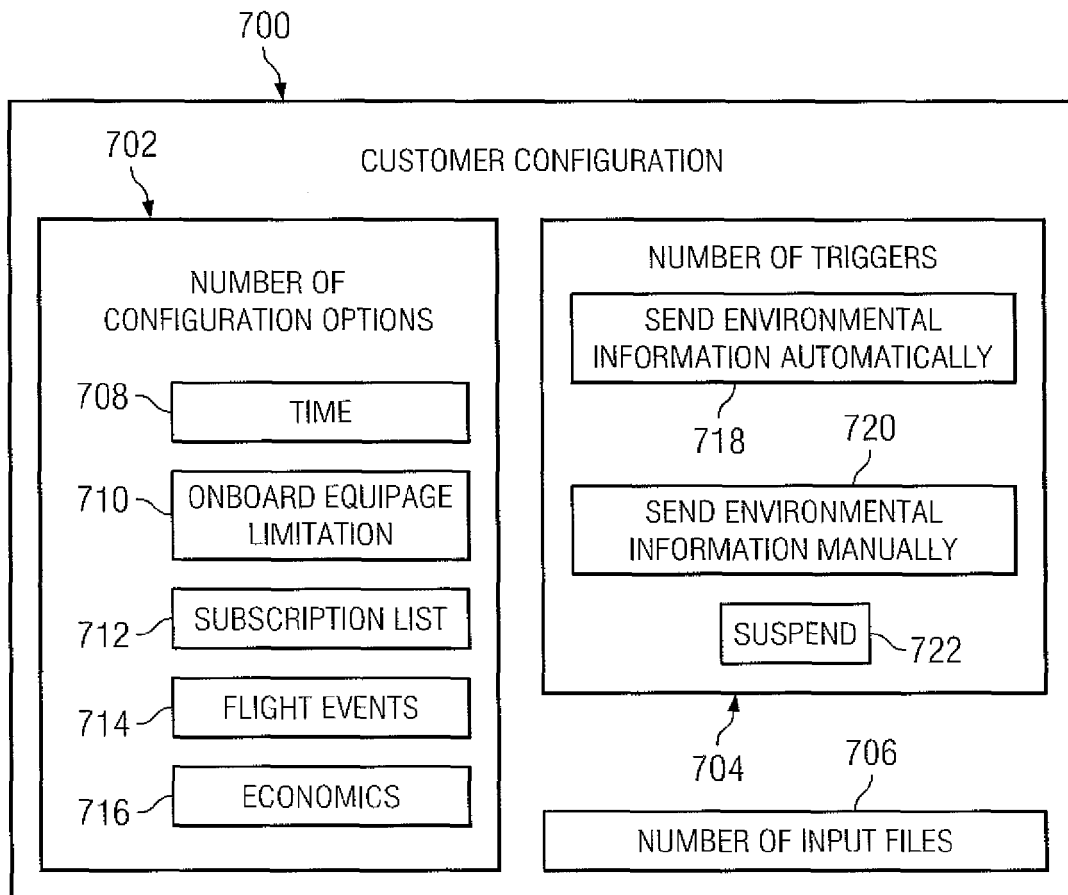 700
702
CUSTOMER CONFIGURATION
NUMBER OF
CONFIGURATION OPTIONS
708
TIME
710
ONBOARD EQUIPAGE
LIMITATION
712
SUBSCRIPTION LIST
714
FLIGHT EVENTS
716
ECONOMICS
NUMBER OF TRIGGERS
SEND ENVIRONMENTAL
INFORMATION AUTOMATICALLY
718
720
SEND ENVIRONMENTAL
INFORMATION MANUALLY
SUSPEND
722
704
706
NUMBER OF INPUT FILES